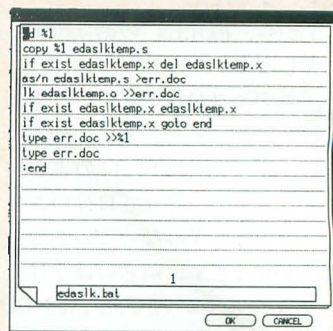 ed %1
copy %1 edaslktemp.s
if exist edaslktemp.x del edaslktemp.x
as/n edaslktemp.s >err.doc
lk edaslktemp.o >>err.doc
if exist edaslktemp.x edaslktemp.x
if exist edaslktemp.x goto end
type err.doc >>%1
type err.doc
:end
1
edaslk.bat
OK CANCEL